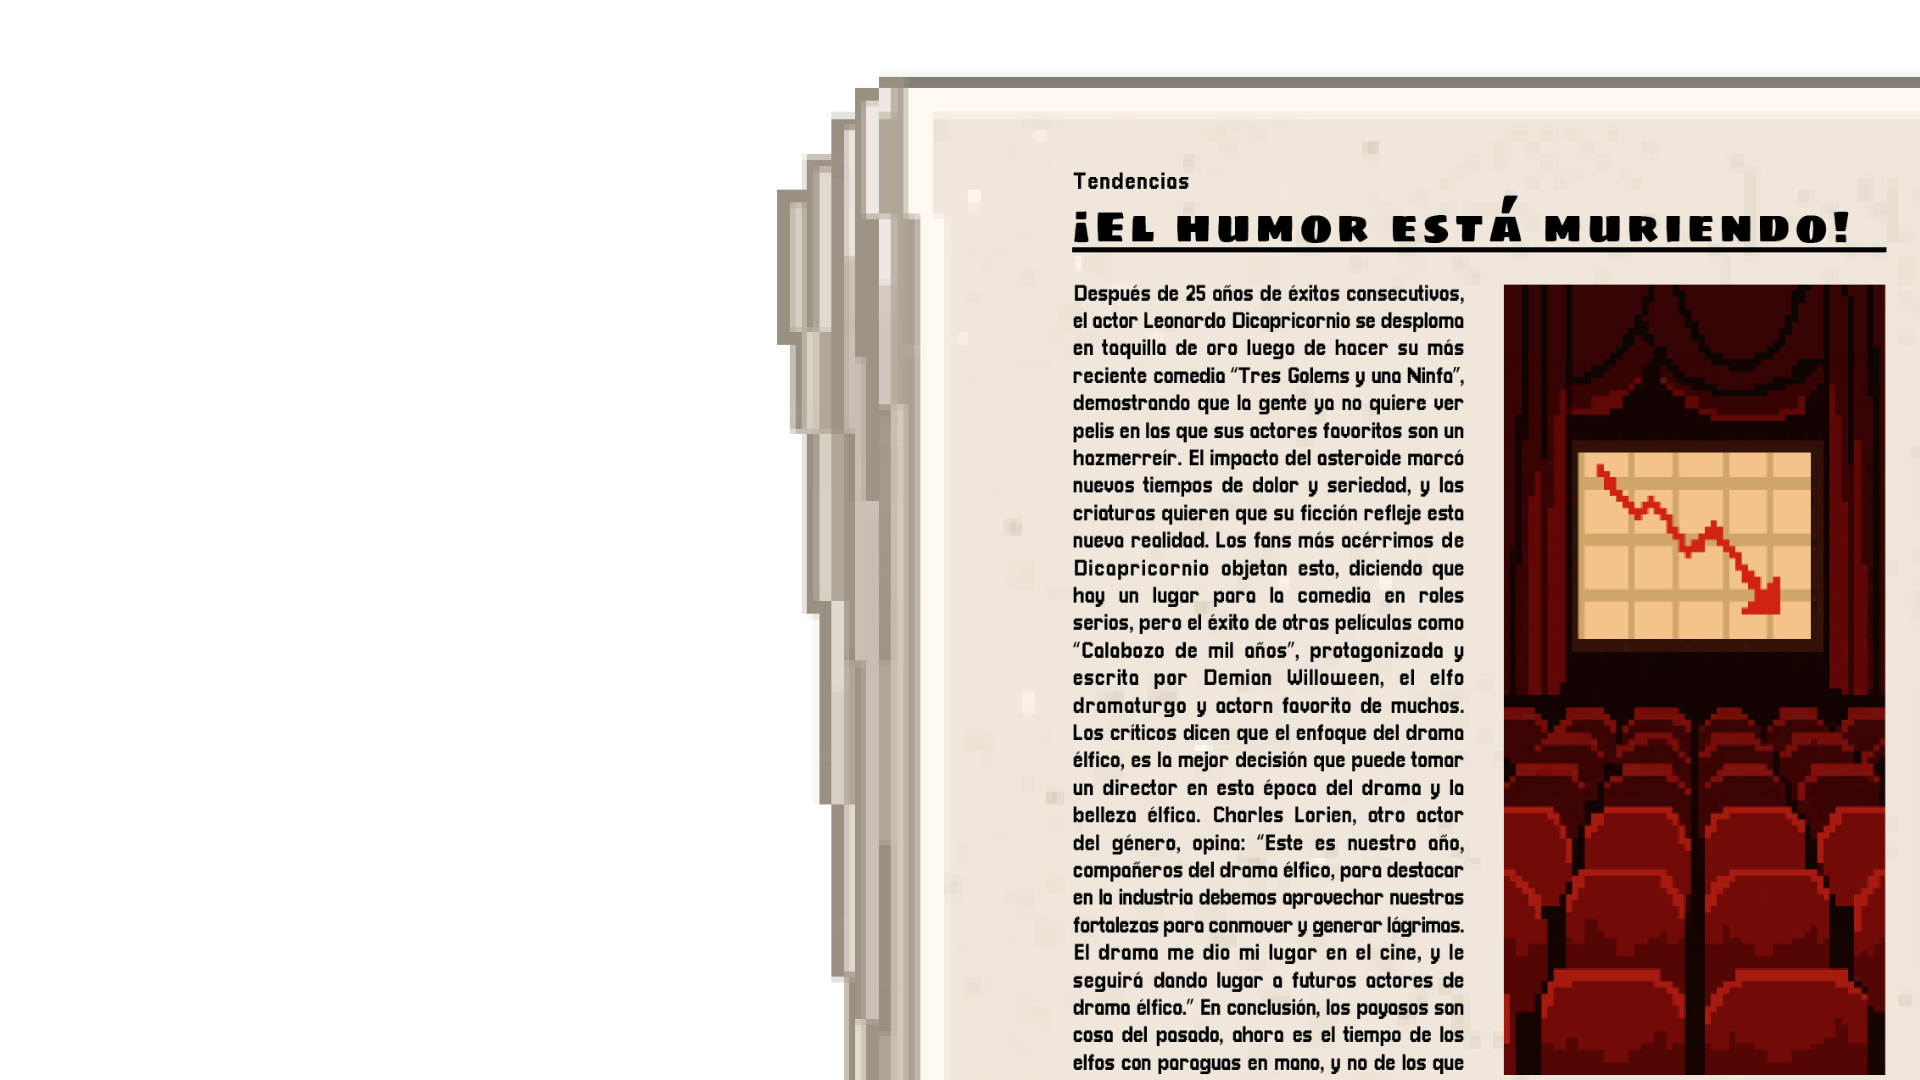 Tendencias
¡El humor está muriendo!
Después de 25 años de éxitos consecutivos,
el actor Leonardo Dicapricornio se desploma
en taquilla de oro luego de hacer su más
reciente comedia “Tres Golems y una Ninfa”,
demostrando que la gente ya no quiere ver
pelis en las que sus actores favoritos son un
hazmerreír. El impacto del asteroide marcó
nuevos tiempos de dolor y seriedad, y las
criaturas quieren que su ficción refleje esta
nueva realidad. Los fans más acérrimos de
Dicapricornio objetan esto, diciendo que
hay un lugar para la comedia en roles
serios, pero el éxito de otras películas como
“Calabozo de mil años”, protagonizada y
escrita por Demian Willoween, el elfo
dramaturgo y actorn favorito de muchos.
Los críticos dicen que el enfoque del drama
élfico, es la mejor decisión que puede tomar
un director en esta época del drama y la
belleza élfica. Charles Lorien, otro actor
del género, opina: “Este es nuestro año,
compañeros del drama élfico, para destacar
en la industria debemos aprovechar nuestras
fortalezas para conmover y generar lágrimas.
El drama me dio mi lugar en el cine, y le
seguirá dando lugar a futuros actores de
drama élfico.” En conclusión, los payasos son
cosa del pasado, ahora es el tiempo de los
elfos con paraguas en mano, y no de los que